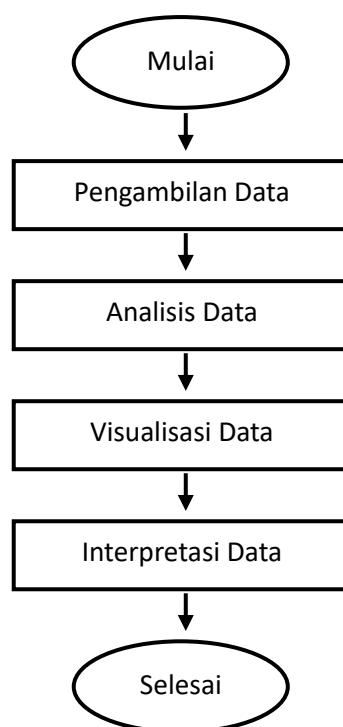 Mulai
Pengambilan Data
Analisis Data
Visualisasi Data
Interpretasi Data
Selesai